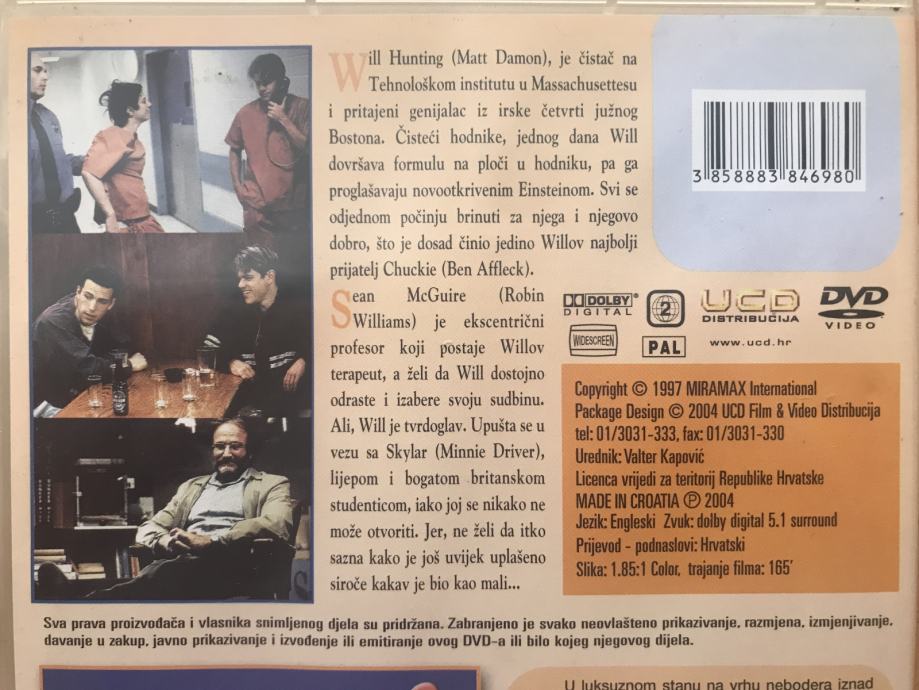 Will Hunting (Matt Damon), je čistač na
Tehnološkom institutu u Massachusettesu
i pritajeni genijalac iz irske četvrti južnog
Bostona. Čisteći hodnike, jednog dana Will
dovršava formulu na ploči u hodniku, pa ga
proglašavaju novootkrivenim Einsteinom. Svi se
odjednom počinju brinuti za njega i njegovo
dobro, što je dosad činio jedino Willov najbolji
prijatelj Chuckie (Ben Affleck).
Sean McGuire (Robin
Williams) je ekscentrični
profesor koji postaje Willov
terapeut, a želi da Will dostojno
odraste i izabere svoju sudbinu.
Ali, Will je tvrdoglav. Upušta se u
vezu sa Skylar (Minnie Driver),
lijepom i bogatom britanskom
studenticom, iako joj se nikako ne
može otvoriti. Jer, ne želi da itko
sazna kako je još uvijek uplašeno
siroče kakav je bio kao mali...
3 858883 846980
DOLBY
DIGITAL
2
UCD
DISTRIBUCIJA
DVD
VIDEO
WIDESCREEN
PAL
www.ucd.hr
Copyright © 1997 MIRAMAX International
Package Design © 2004 UCD Film & Video Distribucija
tel: 01/3031-333, fax: 01/3031-330
Urednik: Valter Kapović
Licenca vrijedi za teritorij Republike Hrvatske
MADE IN CROATIA ℗ 2004
Jezik: Engleski Zvuk: dolby digital 5.1 surround
Prijevod - podnaslovi: Hrvatski
Slika: 1.85:1 Color, trajanje filma: 165'
Sva prava proizvođača i vlasnika snimljenog djela su pridržana. Zabranjeno je svako neovlašteno prikazivanje, razmjena, izmjenjivanje,
davanje u zakup, javno prikazivanje i izvođenje ili emitiranje ovog DVD-a ili bilo kojeg njegovog dijela.
U luksuznom stanu na vrhu nebodera iznad